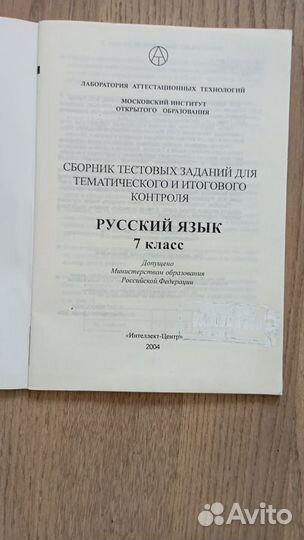 ЛАБОРАТОРИЯ АТТЕСТАЦИОННЫХ ТЕХНОЛОГИЙ
МОСКОВСКИЙ ИНСТИТУТ
ОТКРЫТОГО ОБРАЗОВАНИЯ
СБОРНИК ТЕСТОВЫХ ЗАДАНИЙ ДЛЯ
ТЕМАТИЧЕСКОГО И ИТОГОВОГО
КОНТРОЛЯ
РУССКИЙ ЯЗЫК
7 класс
Допущено
Министерством образования
Российской Федерации
«Интеллект-Центр»
2004
Avito